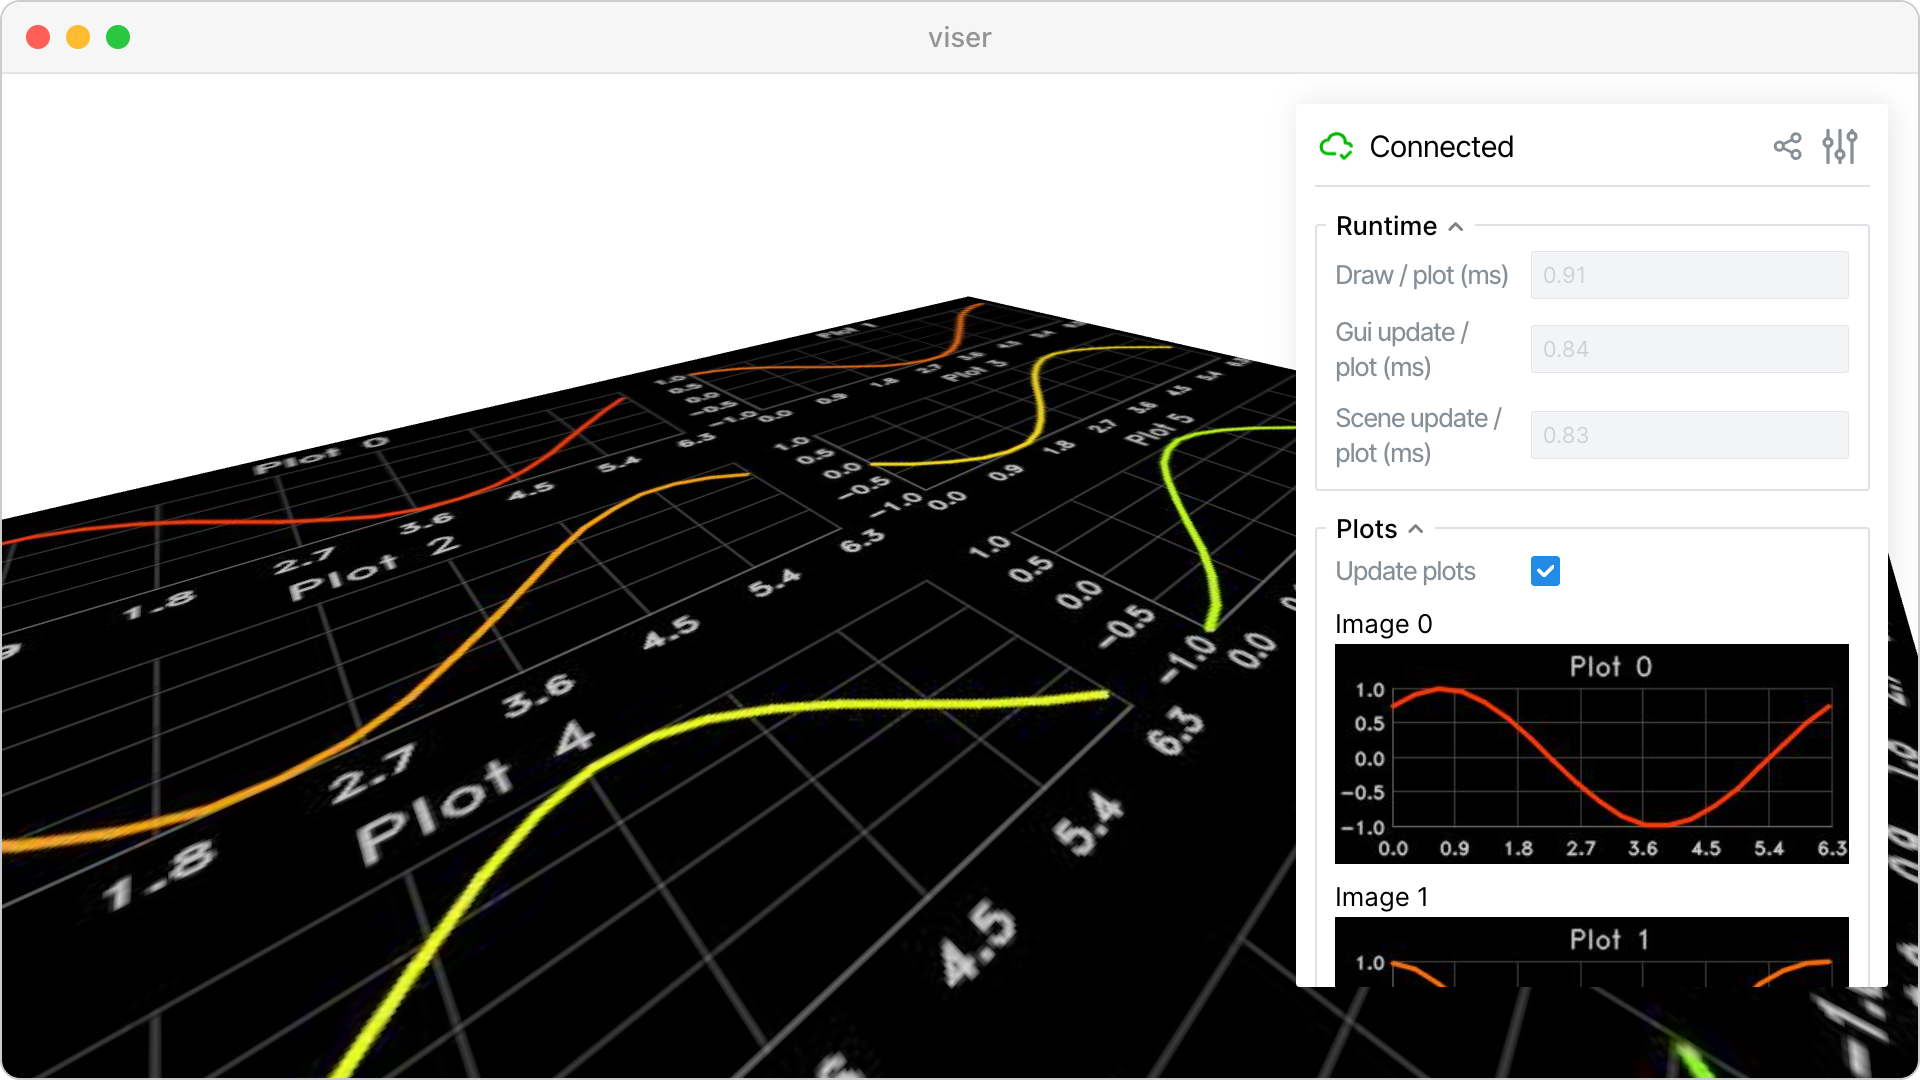 viser
Connected
Runtime
Draw / plot (ms)
0.91
Gui update /
plot (ms)
0.84
Scene update /
plot (ms)
0.83
Plots
Update plots
Image 0
Plot 0
1.0
0.5
0.0
−0.5
−1.0
0.0 0.9 1.8 2.7 3.6 4.5 5.4 6.3
Image 1
Plot 1
1.0
Plot 1
1.0
0.5
0.0
−0.5
−1.0
0.0 0.9 1.8 2.7 3.6 4.5 5.4
Plot 0
1.8 2.7 3.6 4.5 5.4 6.3
Plot 3
1.0
0.5
0.0
−0.5
−1.0
0.0 0.9 1.8 2.7 3.6 4.5 5.4 6.3
Plot 2
1.8 2.7 3.6 4.5 5.4 6.3
Plot 5
1.0
0.5
0.0
−0.5
−1.0
0.0
Plot 4
4.5 5.4 6.3